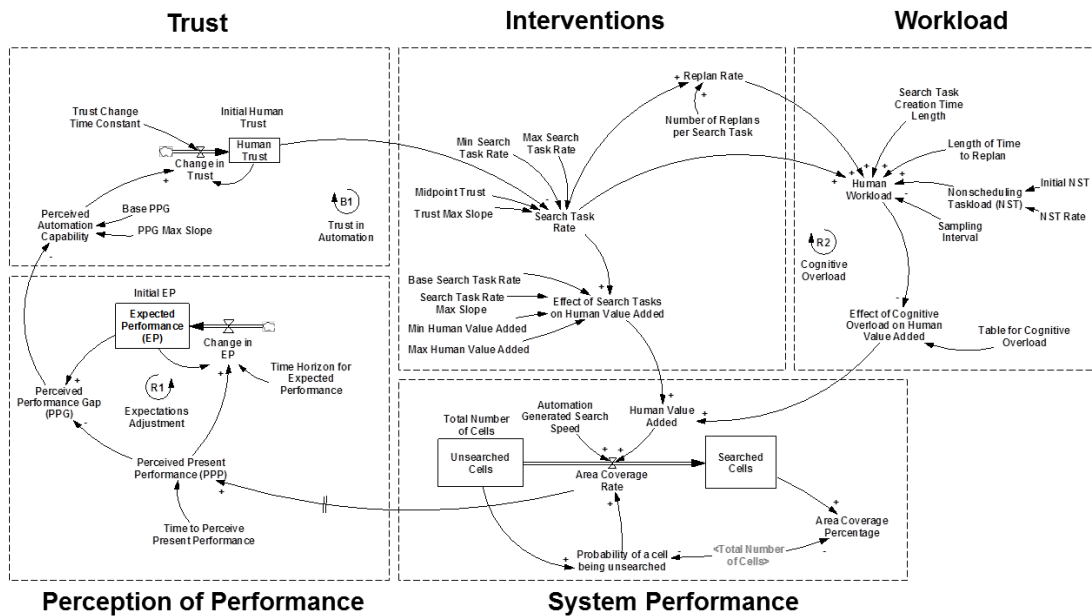 Trust
Interventions
Workload
Trust Change
Time Constant
Initial Human
Trust
Human
Trust
Change in
Trust
Perceived
Automation
Capability
Base PPG
PPG Max Slope
B1
Trust in
Automation
Replan Rate
Number of Replans
per Search Task
Min Search
Task Rate
Max Search
Task Rate
Midpoint Trust
Trust Max Slope
Search Task
Rate
Base Search Task Rate
Search Task Rate
Max Slope
Min Human Value Added
Max Human Value Added
Effect of Search Tasks
on Human Value Added
Search Task
Creation Time
Length
Length of Time
to Replan
Human
Workload
Nonscheduling
Taskload (NST)
Initial NST
NST Rate
Sampling
Interval
R2
Cognitive
Overload
Effect of Cognitive
Overload on Human
Value Added
Table for Cognitive
Overload
Initial EP
Expected
Performance
(EP)
Change in
EP
Time Horizon for
Expected
Performance
R1
Expectations
Adjustment
Perceived
Performance Gap
(PPG)
Perceived Present
Performance (PPP)
Time to Perceive
Present Performance
Total Number
of Cells
Unsearched
Cells
Automation
Generated Search
Speed
Human Value
Added
Area Coverage
Rate
Searched
Cells
Area Coverage
Percentage
Probability of a cell
being unsearched
<Total Number
of Cells>
Perception of Performance
System Performance